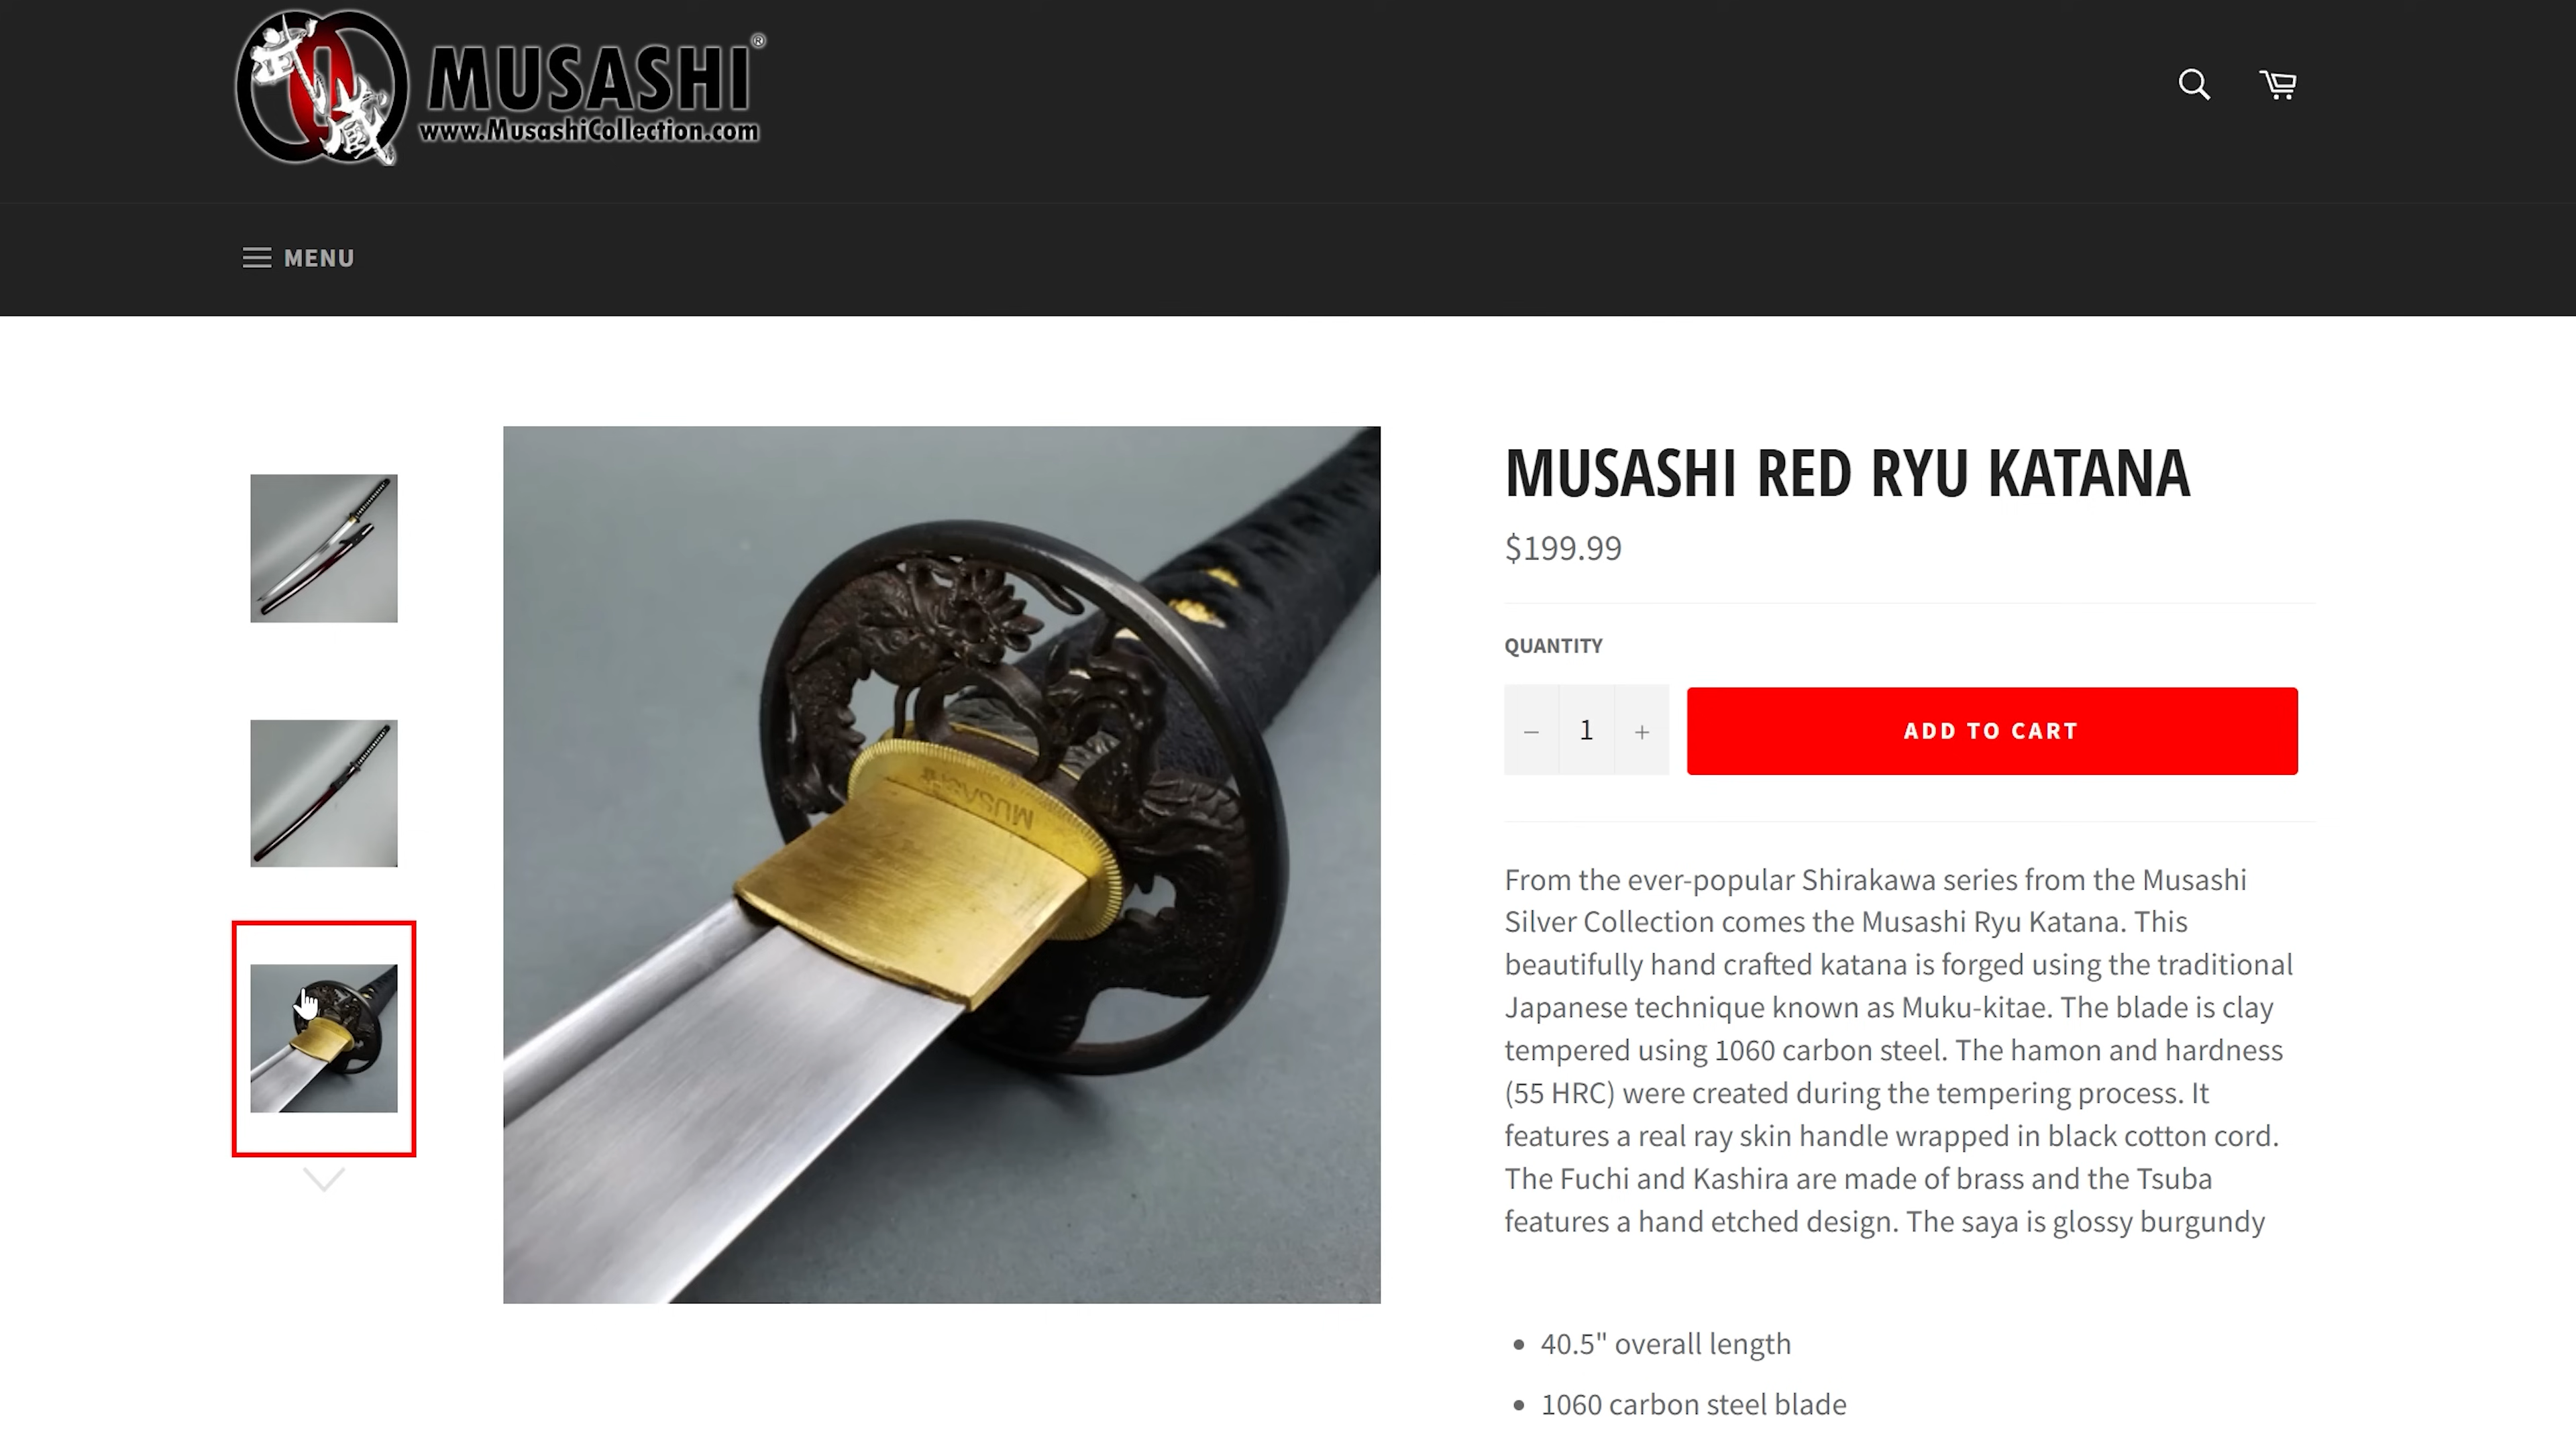 武蔵
MUSASHI®
www.MusashiCollection.com
MENU
MUSASHI
MUSASHI RED RYU KATANA
$199.99
QUANTITY
− 1 + ADD TO CART
From the ever-popular Shirakawa series from the Musashi
Silver Collection comes the Musashi Ryu Katana. This
beautifully hand crafted katana is forged using the traditional
Japanese technique known as Muku-kitae. The blade is clay
tempered using 1060 carbon steel. The hamon and hardness
(55 HRC) were created during the tempering process. It
features a real ray skin handle wrapped in black cotton cord.
The Fuchi and Kashira are made of brass and the Tsuba
features a hand etched design. The saya is glossy burgundy
• 40.5" overall length
• 1060 carbon steel blade